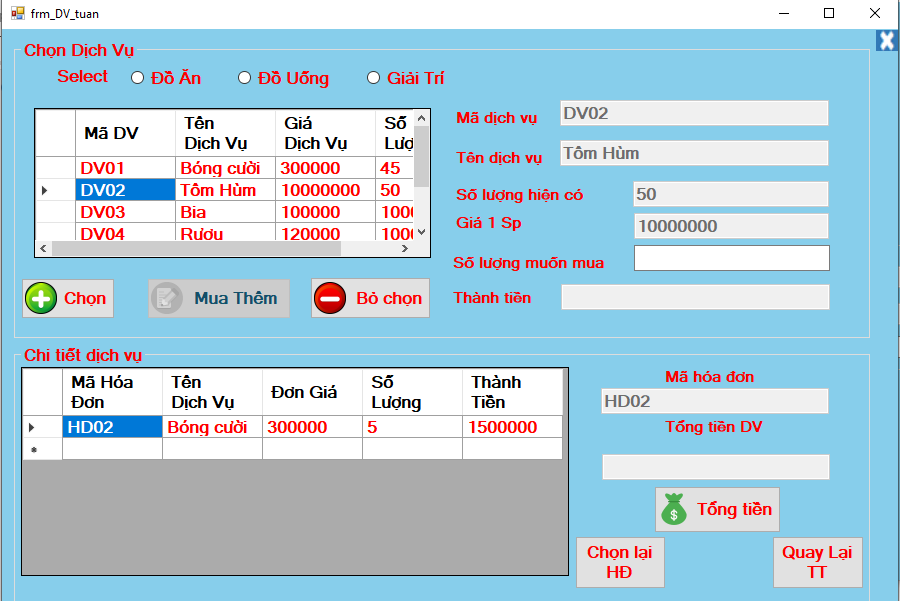 frm_DV_tuan
Chọn Dịch Vụ
Select Đồ Ăn Đồ Uống Giải Trí
Mã DV Tên Dịch Vụ Giá Dịch Vụ Số Lượ
DV01 Bóng cười 300000 45
DV02 Tôm Hùm 10000000 50
DV03 Bia 100000 1000
DV04 Rượu 120000 1000
Mã dịch vụ DV02
Tên dịch vụ Tôm Hùm
Số lượng hiện có 50
Giá 1 Sp 10000000
Số lượng muốn mua
Thành tiền
Chọn Mua Thêm Bỏ chọn
Chi tiết dịch vụ
Mã Hóa Đơn Tên Dịch Vụ Đơn Giá Số Lượng Thành Tiền
HD02 Bóng cười 300000 5 1500000
Mã hóa đơn
HD02
Tổng tiền DV
Tổng tiền
Chọn lại HĐ
Quay Lại TT